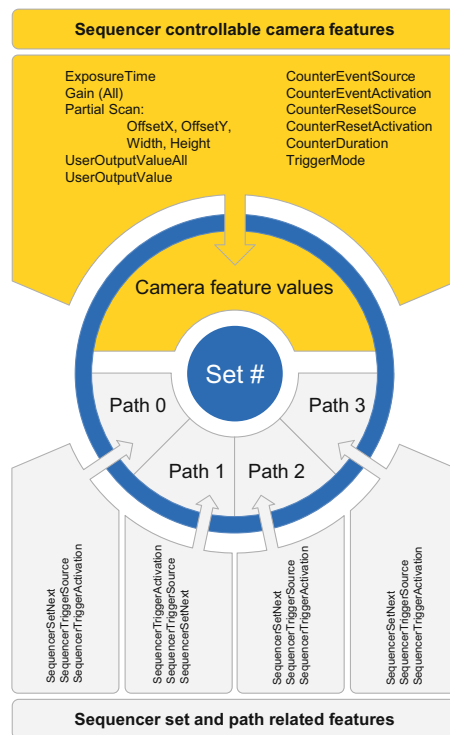 Sequencer controllable camera features
ExposureTime
Gain (All)
Partial Scan:
OffsetX, OffsetY,
Width, Height
UserOutputValueAll
UserOutputValue
CounterEventSource
CounterEventActivation
CounterResetSource
CounterResetActivation
CounterDuration
TriggerMode
Camera feature values
Set #
Path 0
Path 1
Path 2
Path 3
SequencerSetNext
SequencerTriggerSource
SequencerTriggerActivation
SequencerTriggerActivation
SequencerTriggerSource
SequencerSetNext
SequencerSetNext
SequencerTriggerSource
SequencerTriggerActivation
SequencerSetNext
SequencerTriggerSource
SequencerTriggerActivation
Sequencer set and path related features